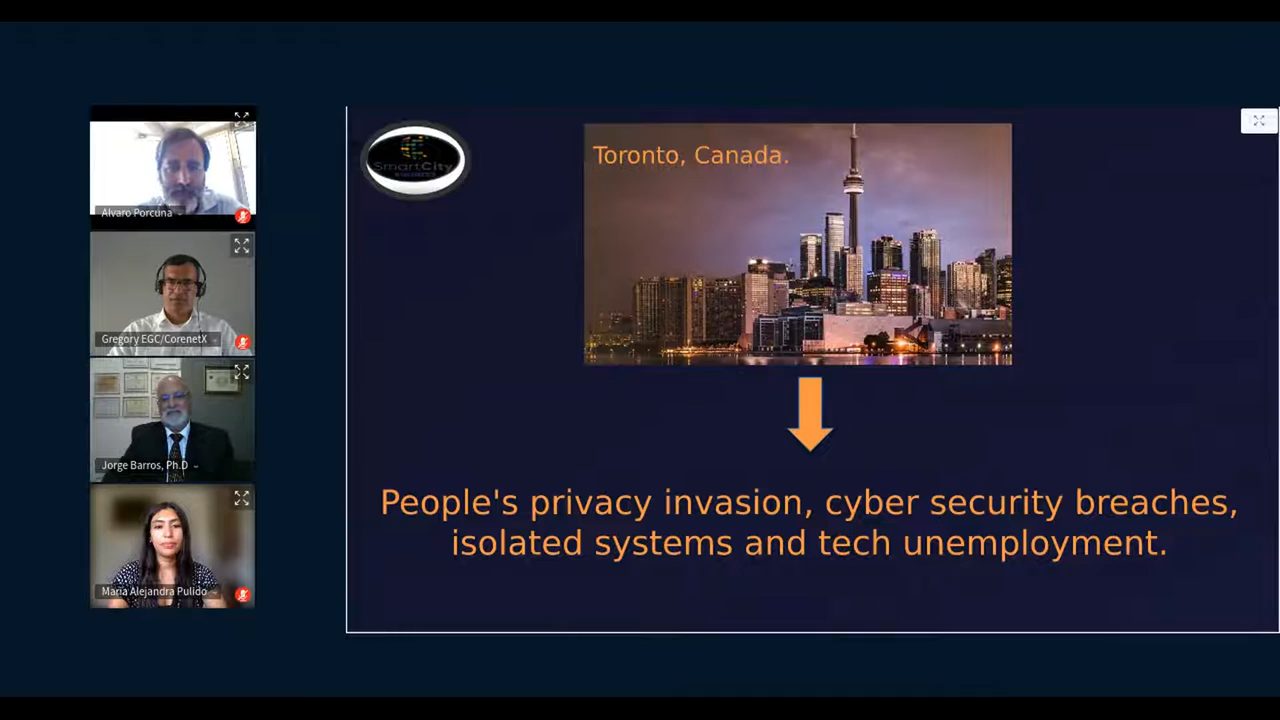 Alvaro Porcuna
Gregory EGC/CorenetX
Jorge Barros, Ph.D
Maria Alejandra Pulido
SmartCity
Toronto, Canada.
People's privacy invasion, cyber security breaches,
isolated systems and tech unemployment.